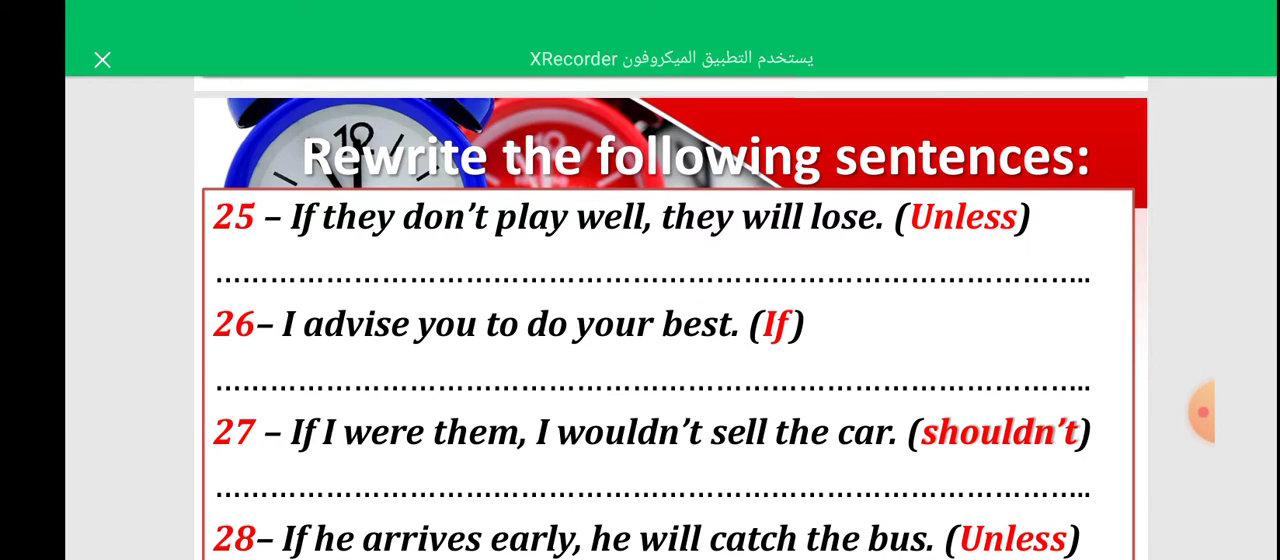 يستخدم التطبيق الميكروفون XRecorder
Rewrite the following sentences:
25 – If they don't play well, they will lose. (Unless)
………………………………………………………………………………..
26– I advise you to do your best. (If)
………………………………………………………………………………..
27 – If I were them, I wouldn't sell the car. (shouldn't)
………………………………………………………………………………..
28– If he arrives early, he will catch the bus. (Unless)